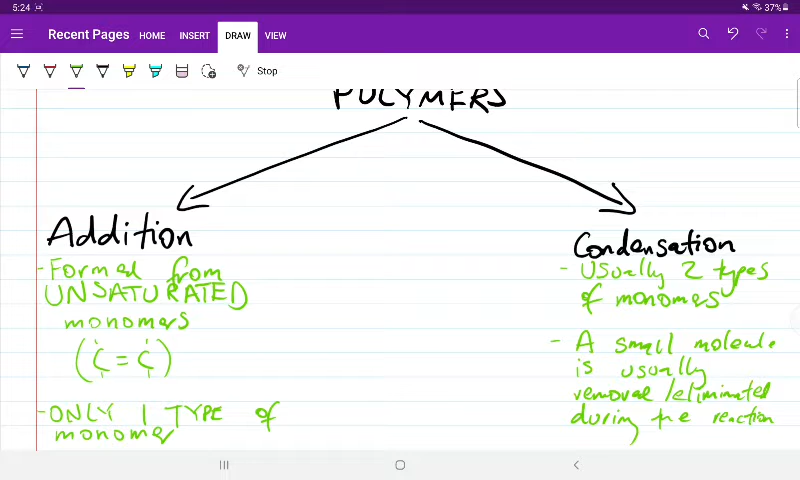 5:24
37%
Recent Pages HOME INSERT DRAW VIEW
Stop
POLYMERS
Addition
- Formed from
UNSATURATED
monomers
(C=C)
- ONLY 1 TYPE of
monomer
Condensation
- Usually 2 types
of monomers
- A small molecule
is usually
removal/eliminated
during the reaction